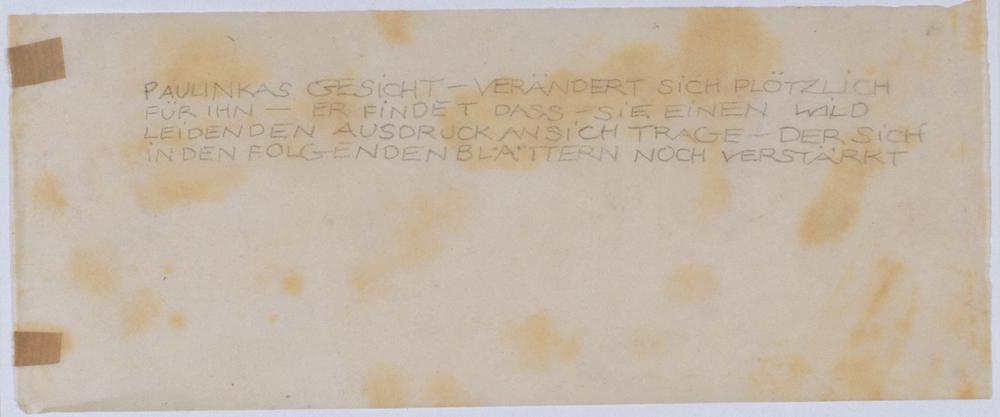 PAULINKAS GESICHT – VERÄNDERT SICH PLÖTZLICH
FÜR IHN – ER FINDET DASS – SIE EINEN WILD
LEIDENDEN AUSDRUCK AN SICH TRAGE – DER SICH
IN DEN FOLGENDEN BLÄTTERN NOCH VERSTÄRKT